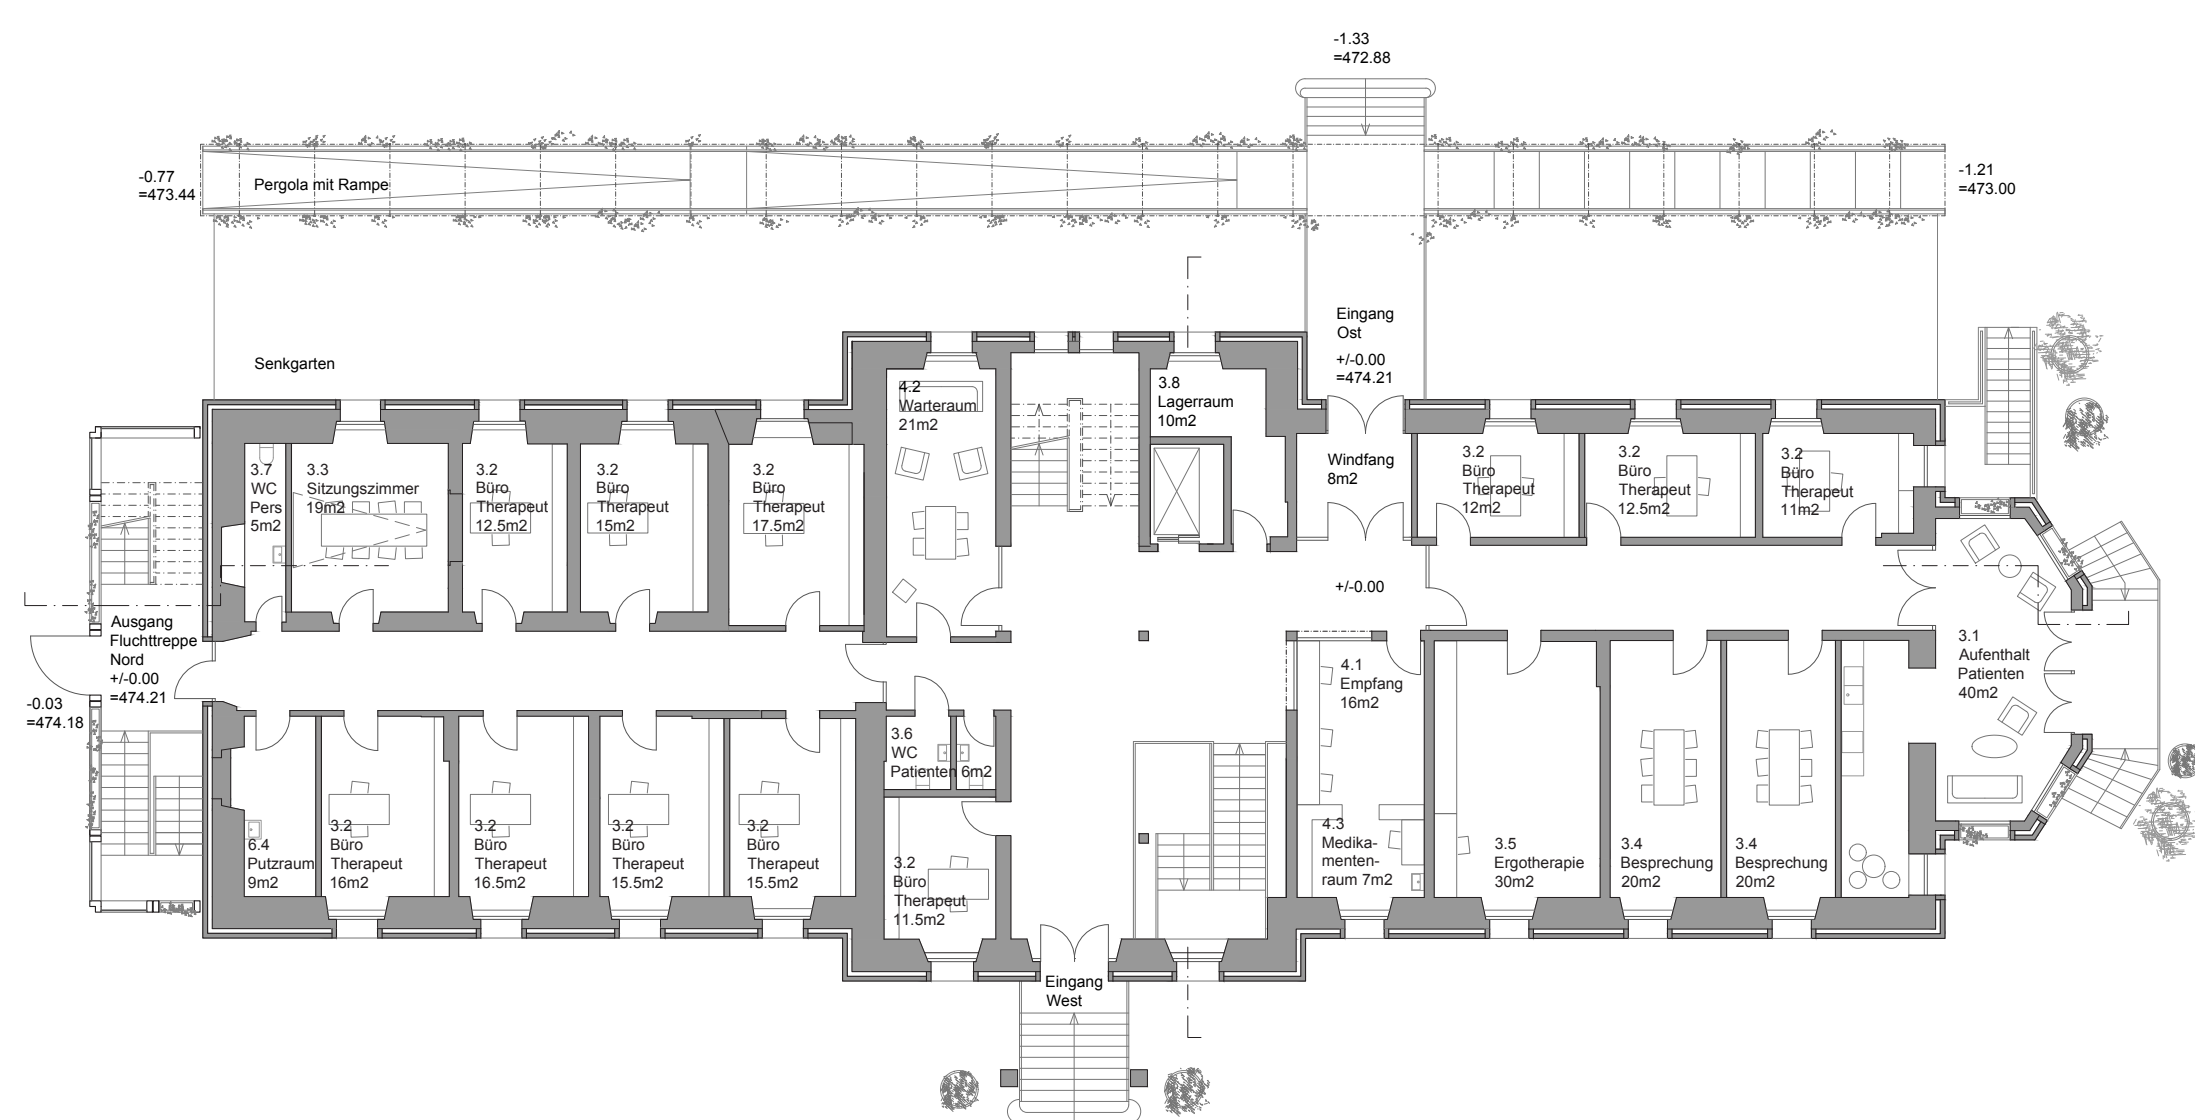 -1.33
=472.88
-0.77
=473.44
Pergola mit Rampe
-1.21
=473.00
Senkgarten
Eingang
Ost
+/-0.00
=474.21
4.2
Warteraum
21m2
3.8
Lagerraum
10m2
Windfang
8m2
3.7
WC
Pers
5m2
3.3
Sitzungszimmer
19m2
3.2
Büro
Therapeut
12.5m2
3.2
Büro
Therapeut
15m2
3.2
Büro
Therapeut
17.5m2
3.2
Büro
Therapeut
12m2
3.2
Büro
Therapeut
12.5m2
3.2
Büro
Therapeut
11m2
+/-0.00
Ausgang
Fluchttreppe
Nord
+/-0.00
=474.21
-0.03
=474.18
4.1
Empfang
16m2
3.1
Aufenthalt
Patienten
40m2
3.6
WC
Patienten 6m2
6.4
Putzraum
9m2
3.2
Büro
Therapeut
16m2
3.2
Büro
Therapeut
16.5m2
3.2
Büro
Therapeut
15.5m2
3.2
Büro
Therapeut
15.5m2
3.2
Büro
Therapeut
11.5m2
4.3
Medika-
menten-
raum 7m2
3.5
Ergotherapie
30m2
3.4
Besprechung
20m2
3.4
Besprechung
20m2
Eingang
West